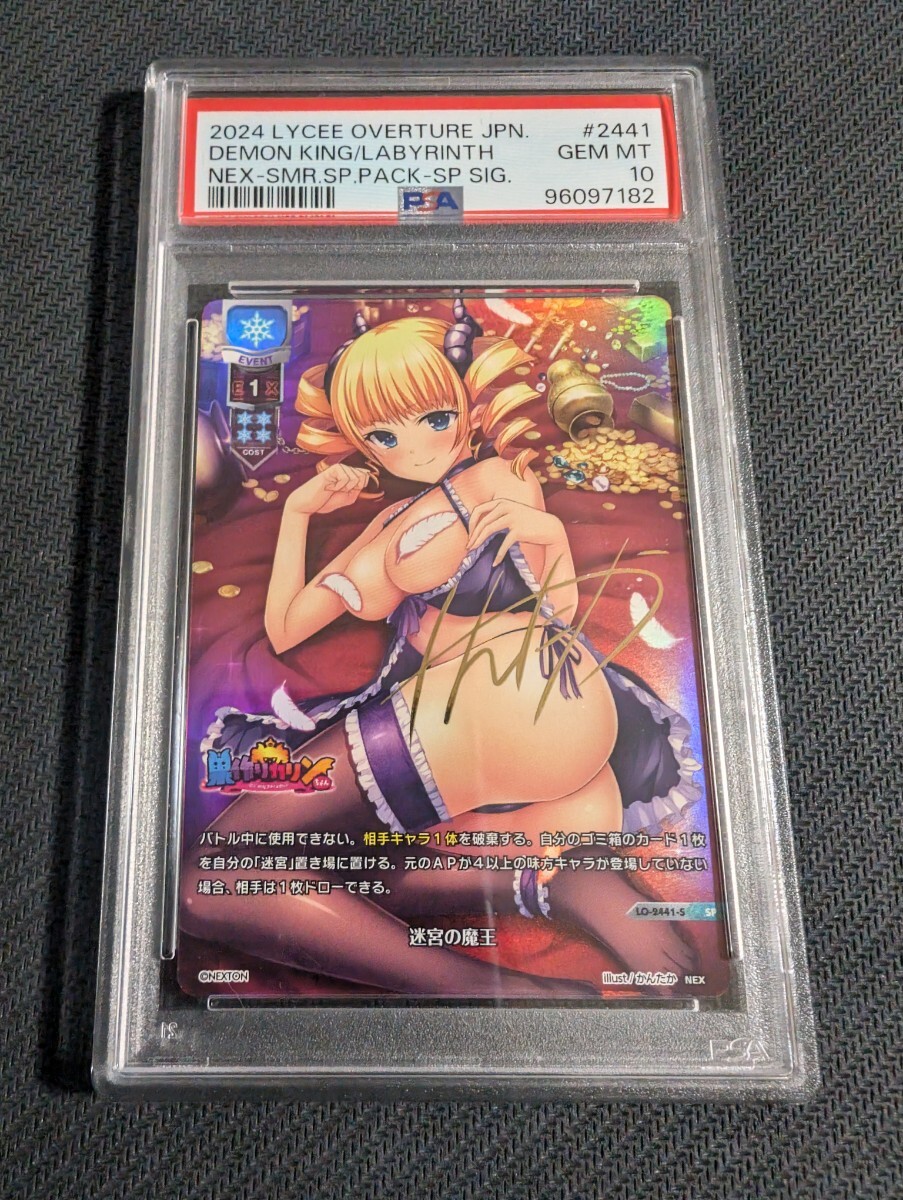 2024 LYCEE OVERTURE JPN. #2441
DEMON KING/LABYRINTH GEM MT
NEX-SMR.SP.PACK-SP SIG. 10
PSA 96097182
EVENT
E 1 X
COST
バトル中に使用できない。相手キャラ1体を破棄する。自分のゴミ箱のカード1枚
を自分の「迷宮」置き場に置ける。元のAPが4以上の味方キャラが登場していない
場合、相手は1枚ドローできる。
LO-2441-S SP
迷宮の魔王
©NEXTON Illust/かんたか NEX
PSA